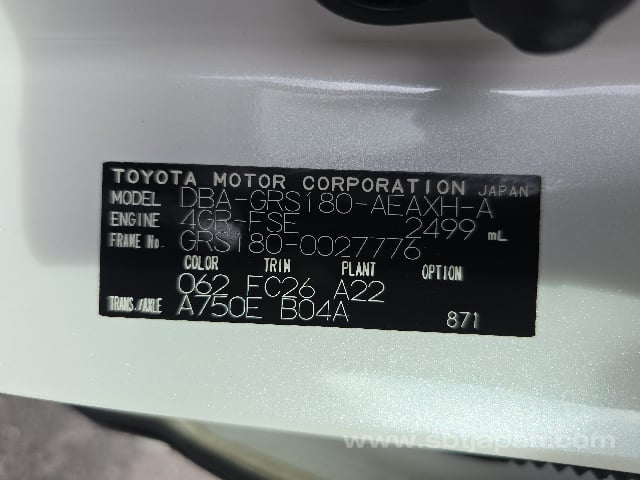 TOYOTA MOTOR CORPORATION JAPAN
MODEL DBA-GRS180-AEAXH-A
ENGINE 4GR-FSE 2499 mL
FRAME No. GRS180-0027776
COLOR TRIM PLANT OPTION
062 FC26 A22
TRANS./AXLE A750E B04A 871
www.sbtjapan.com